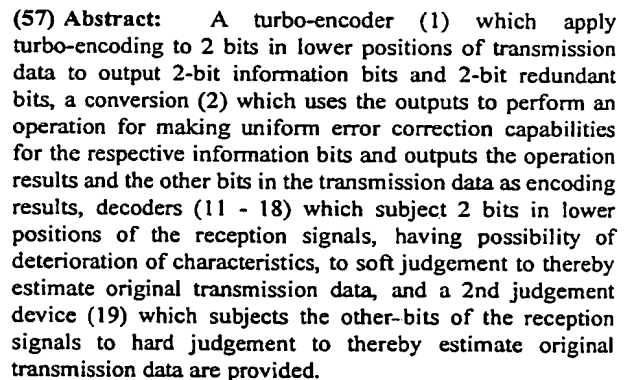 (57) Abstract: A turbo-encoder (1) which apply
turbo-encoding to 2 bits in lower positions of transmission
data to output 2-bit information bits and 2-bit redundant
bits, a conversion (2) which uses the outputs to perform an
operation for making uniform error correction capabilities
for the respective information bits and outputs the operation
results and the other bits in the transmission data as encoding
results, decoders (11 - 18) which subject 2 bits in lower
positions of the reception signals, having possibility of
deterioration of characteristics, to soft judgement to thereby
estimate original transmission data, and a 2nd judgement
device (19) which subjects the other-bits of the reception
signals to hard judgement to thereby estimate original
transmission data are provided.